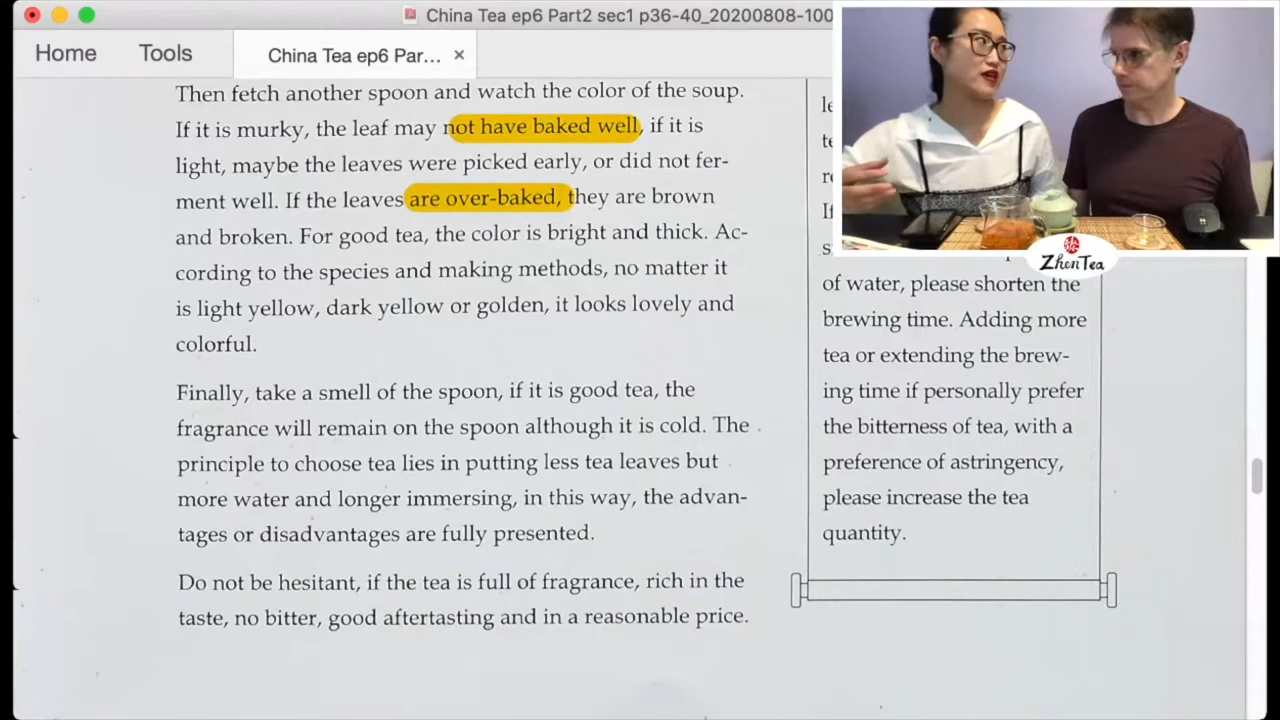 China Tea ep6 Part2 sec1 p36-40_20200808-100
Home
Tools
China Tea ep6 Par...
×
Then fetch another spoon and watch the color of the soup.
If it is murky, the leaf may not have baked well, if it is
light, maybe the leaves were picked early, or did not fer-
ment well. If the leaves are over-baked, they are brown
and broken. For good tea, the color is bright and thick. Ac-
cording to the species and making methods, no matter it
is light yellow, dark yellow or golden, it looks lovely and
colorful.
Finally, take a smell of the spoon, if it is good tea, the
fragrance will remain on the spoon although it is cold. The
principle to choose tea lies in putting less tea leaves but
more water and longer immersing, in this way, the advan-
tages or disadvantages are fully presented.
Do not be hesitant, if the tea is full of fragrance, rich in the
taste, no bitter, good aftertasting and in a reasonable price.
ZhenTea
of water, please shorten the
brewing time. Adding more
tea or extending the brew-
ing time if personally prefer
the bitterness of tea, with a
preference of astringency,
please increase the tea
quantity.